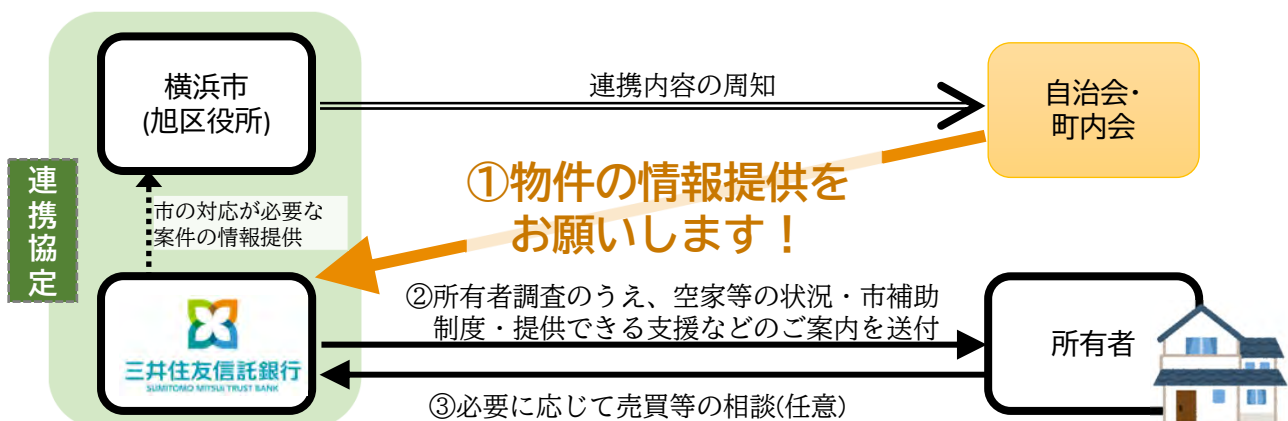 横浜市
(旭区役所)
連携内容の周知
自治会・
町内会
連携協定
市の対応が必要な
案件の情報提供
①物件の情報提供を
お願いします！
三井住友信託銀行
SUMITOMO MITSUI TRUST BANK
②所有者調査のうえ、空家等の状況・市補助
制度・提供できる支援などのご案内を送付
所有者
③必要に応じて売買等の相談(任意)